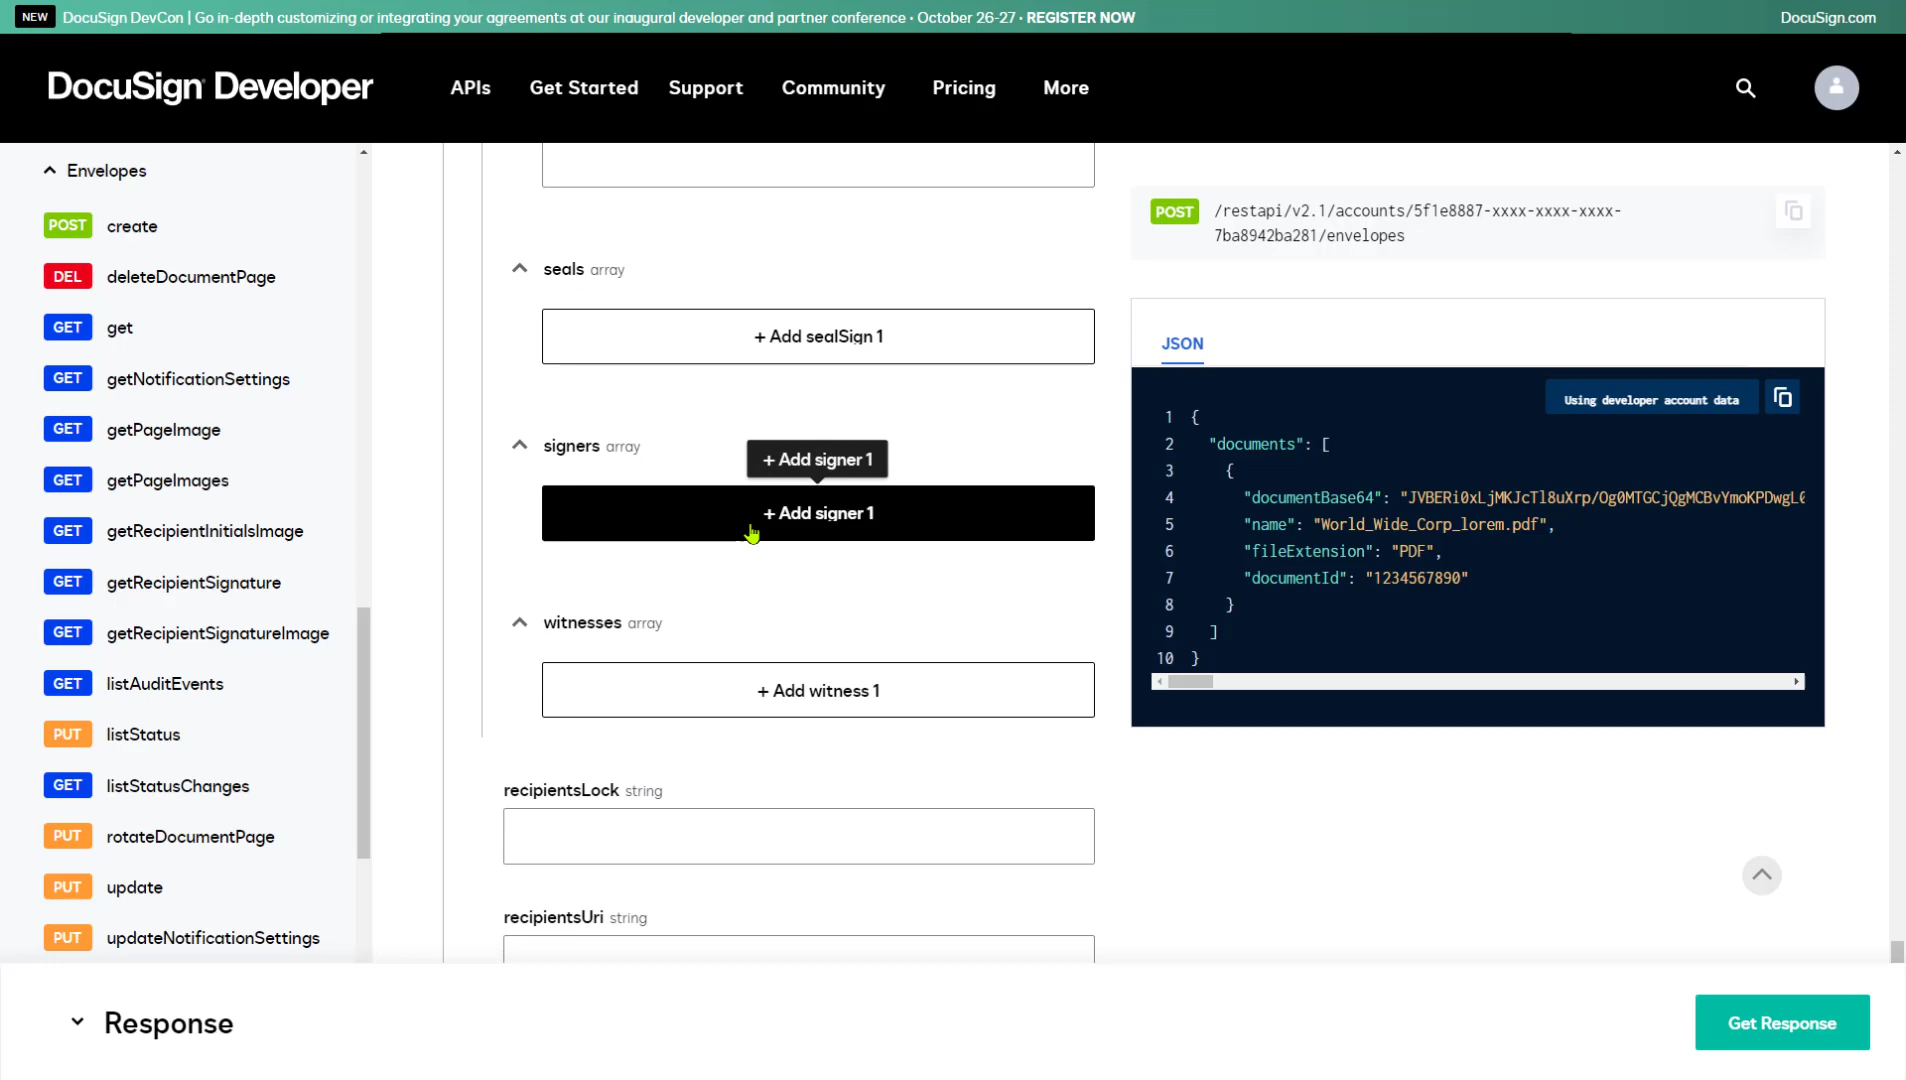 NEW DocuSign DevCon | Go in-depth customizing or integrating your agreements at our inaugural developer and partner conference • October 26-27 • REGISTER NOW DocuSign.com
DocuSign Developer APIs Get Started Support Community Pricing More
Envelopes
POST create
DEL deleteDocumentPage
GET get
GET getNotificationSettings
GET getPageImage
GET getPageImages
GET getRecipientInitialsImage
GET getRecipientSignature
GET getRecipientSignatureImage
GET listAuditEvents
PUT listStatus
GET listStatusChanges
PUT rotateDocumentPage
PUT update
PUT updateNotificationSettings
seals array
+ Add sealSign 1
signers array
+ Add signer 1
+ Add signer 1
witnesses array
+ Add witness 1
recipientsLock string
recipientsUri string
POST /restapi/v2.1/accounts/5f1e8887-xxxx-xxxx-xxxx-
7ba8942ba281/envelopes
JSON
Using developer account data
1 {
2 "documents": [
3 {
4 "documentBase64": "JVBERi0xLjMKJcTl8uXrp/Og0MTGCjQgMCBvYmoKPDwgL0
5 "name": "World_Wide_Corp_lorem.pdf",
6 "fileExtension": "PDF",
7 "documentId": "1234567890"
8 }
9 ]
10 }
Response
Get Response